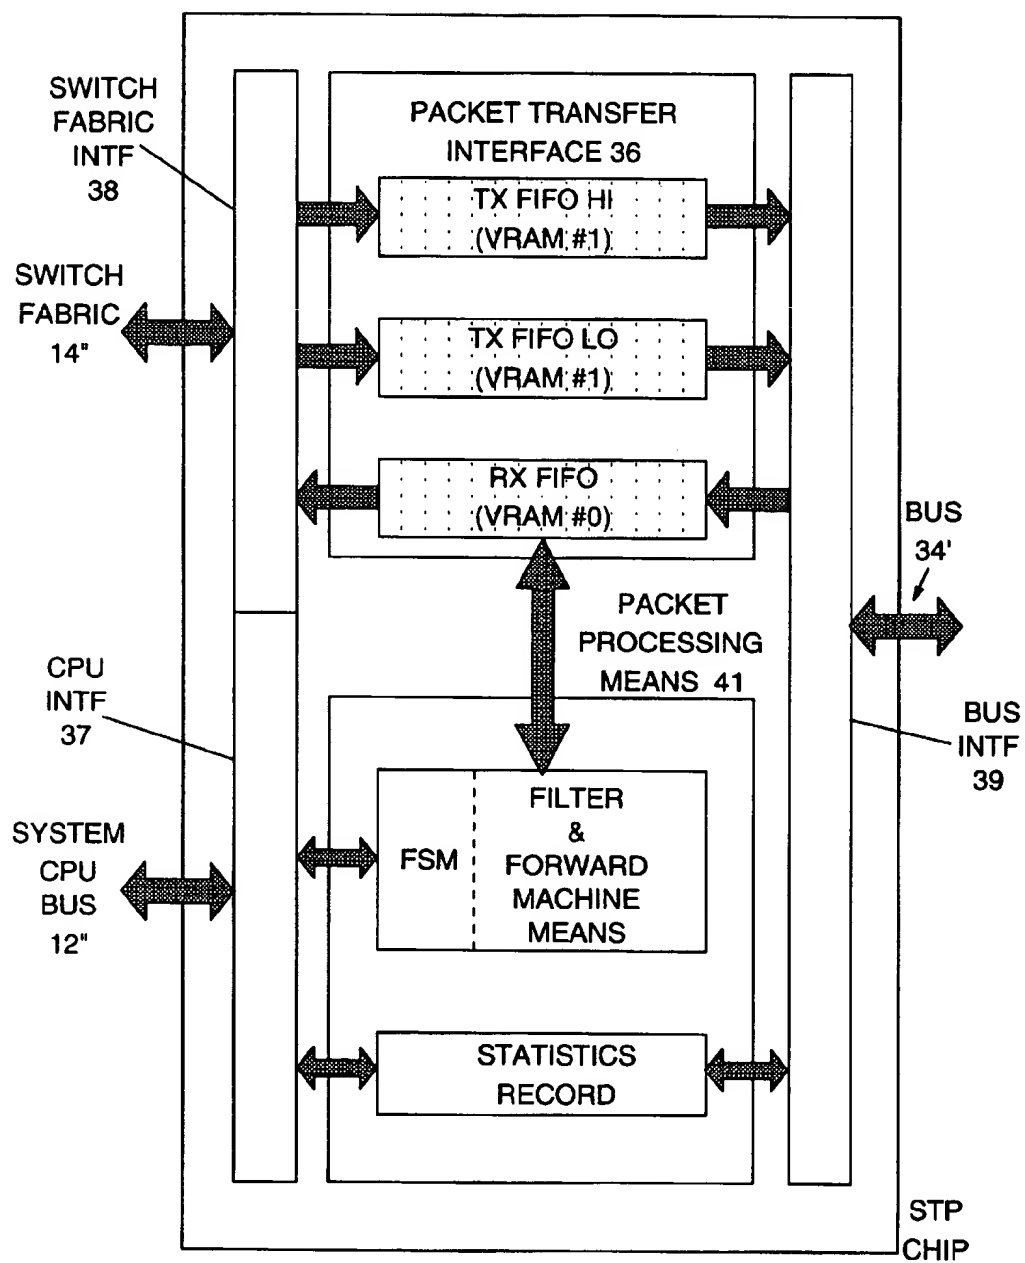 SWITCH
FABRIC
INTF
38
PACKET TRANSFER
INTERFACE 36
TX FIFO HI
(VRAM #1)
SWITCH
FABRIC
14"
TX FIFO LO
(VRAM #1)
RX FIFO
(VRAM #0)
BUS
34'
PACKET
PROCESSING
MEANS 41
CPU
INTF
37
BUS
INTF
39
SYSTEM
CPU
BUS
12"
FSM
FILTER
&
FORWARD
MACHINE
MEANS
STATISTICS
RECORD
STP
CHIP